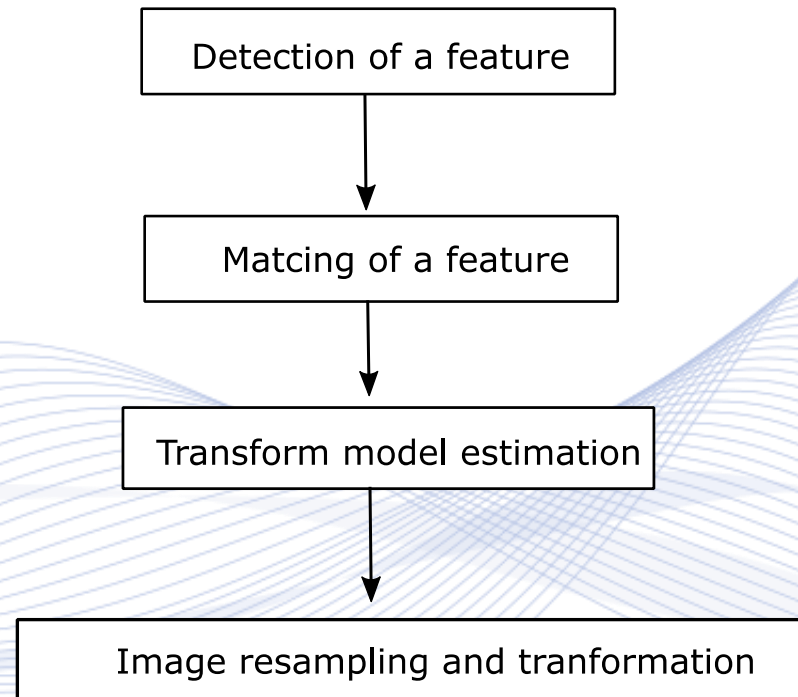 Detection of a feature
Matcing of a feature
Transform model estimation
Image resampling and tranformation